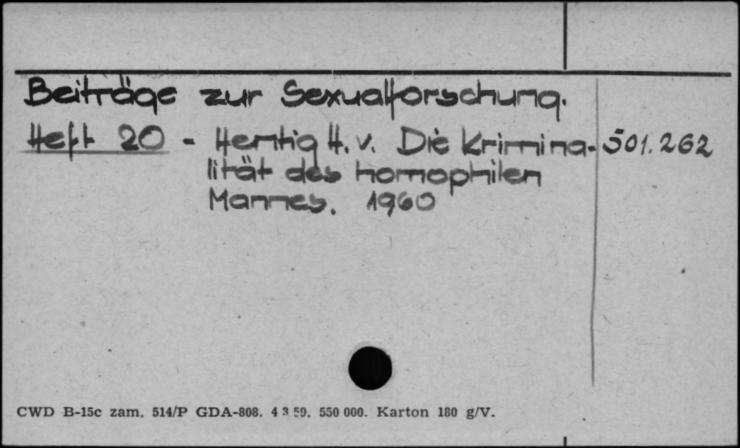 Beiträge zur Sexualforschung.
Heft 20 - Hentig H. v. Die Krimina- 501.262
lität des homophilen
Mannes. 1960
CWD B-15c zam. 514/P GDA-808. 4 3 59. 550 000. Karton 180 g/V.